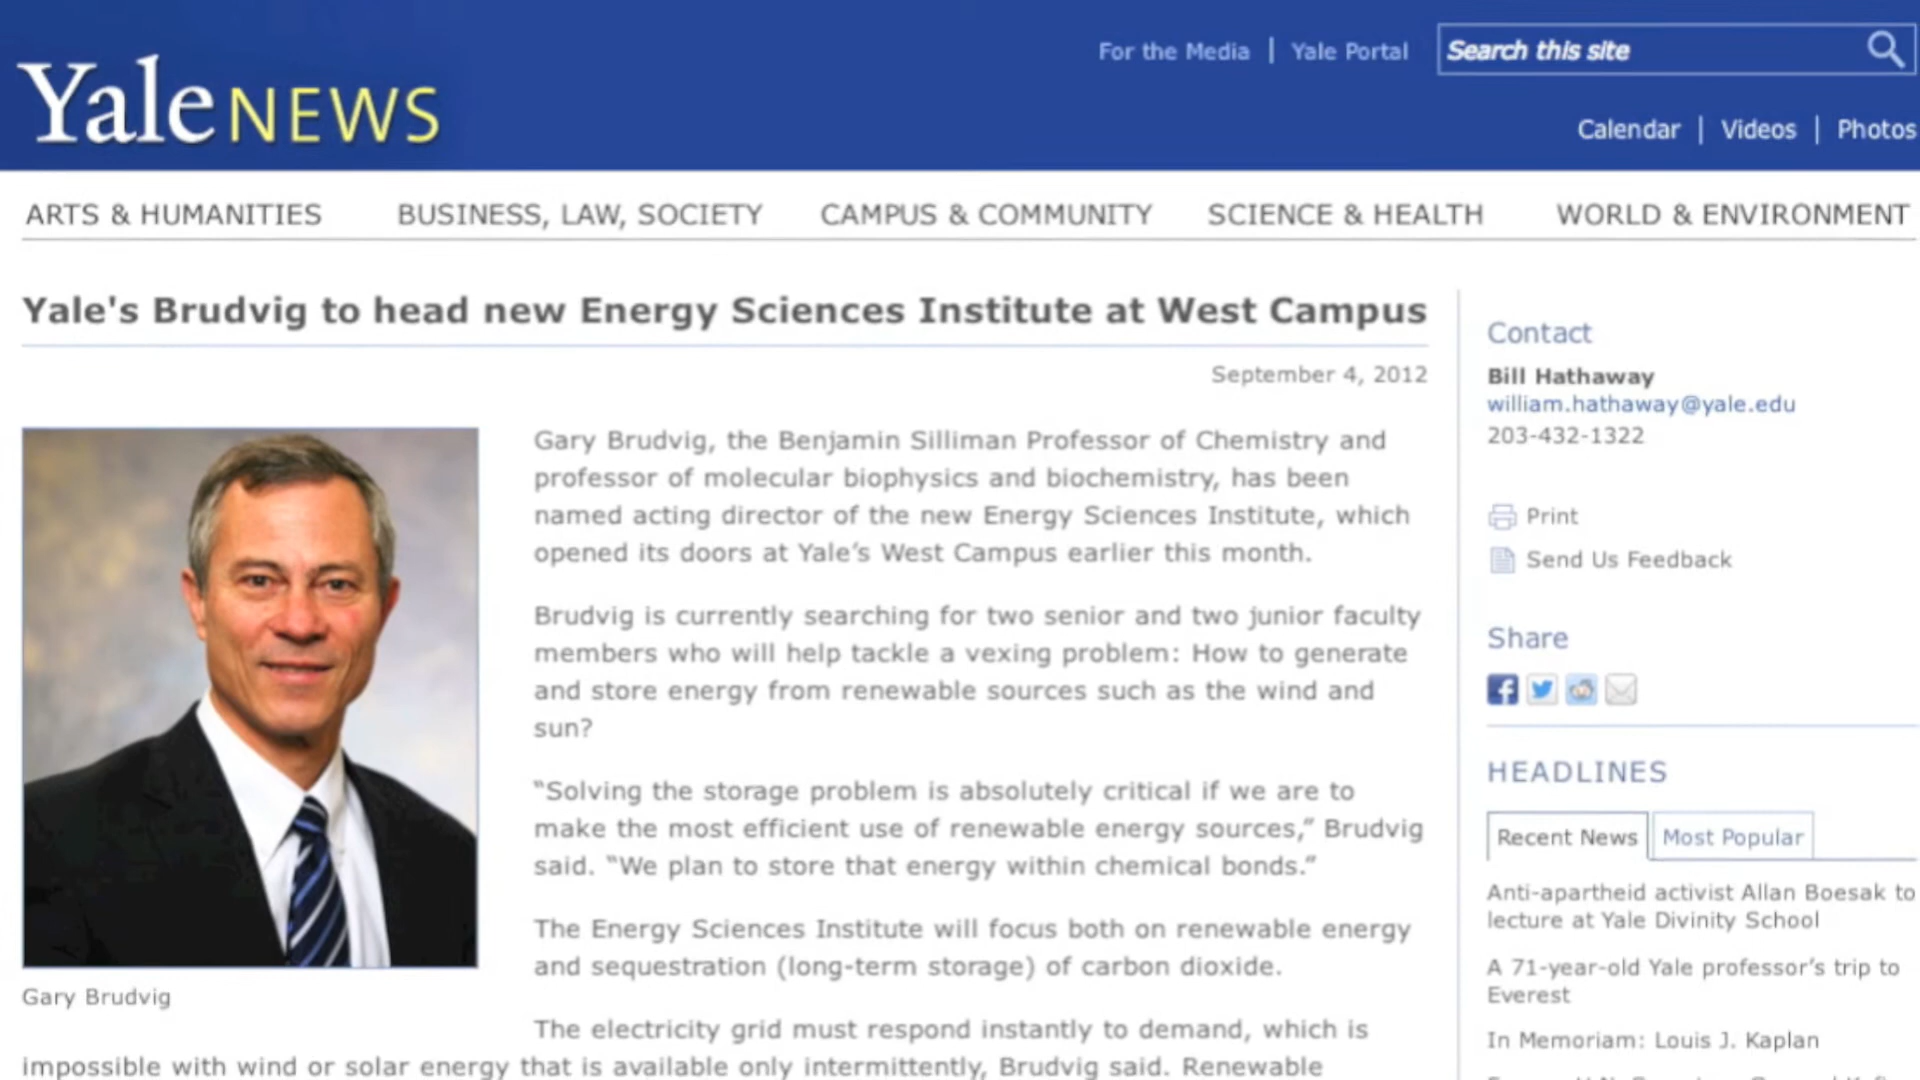 For the Media | Yale Portal
Search this site
Yale NEWS
Calendar | Videos | Photos
ARTS & HUMANITIES BUSINESS, LAW, SOCIETY CAMPUS & COMMUNITY SCIENCE & HEALTH WORLD & ENVIRONMENT
Yale's Brudvig to head new Energy Sciences Institute at West Campus
September 4, 2012
Gary Brudvig, the Benjamin Silliman Professor of Chemistry and
professor of molecular biophysics and biochemistry, has been
named acting director of the new Energy Sciences Institute, which
opened its doors at Yale’s West Campus earlier this month.
Brudvig is currently searching for two senior and two junior faculty
members who will help tackle a vexing problem: How to generate
and store energy from renewable sources such as the wind and
sun?
“Solving the storage problem is absolutely critical if we are to
make the most efficient use of renewable energy sources,” Brudvig
said. “We plan to store that energy within chemical bonds.”
The Energy Sciences Institute will focus both on renewable energy
and sequestration (long-term storage) of carbon dioxide.
Gary Brudvig
The electricity grid must respond instantly to demand, which is
impossible with wind or solar energy that is available only intermittently, Brudvig said. Renewable
Contact
Bill Hathaway
william.hathaway@yale.edu
203-432-1322
Print
Send Us Feedback
Share
HEADLINES
Recent News Most Popular
Anti-apartheid activist Allan Boesak to
lecture at Yale Divinity School
A 71-year-old Yale professor’s trip to
Everest
In Memoriam: Louis J. Kaplan